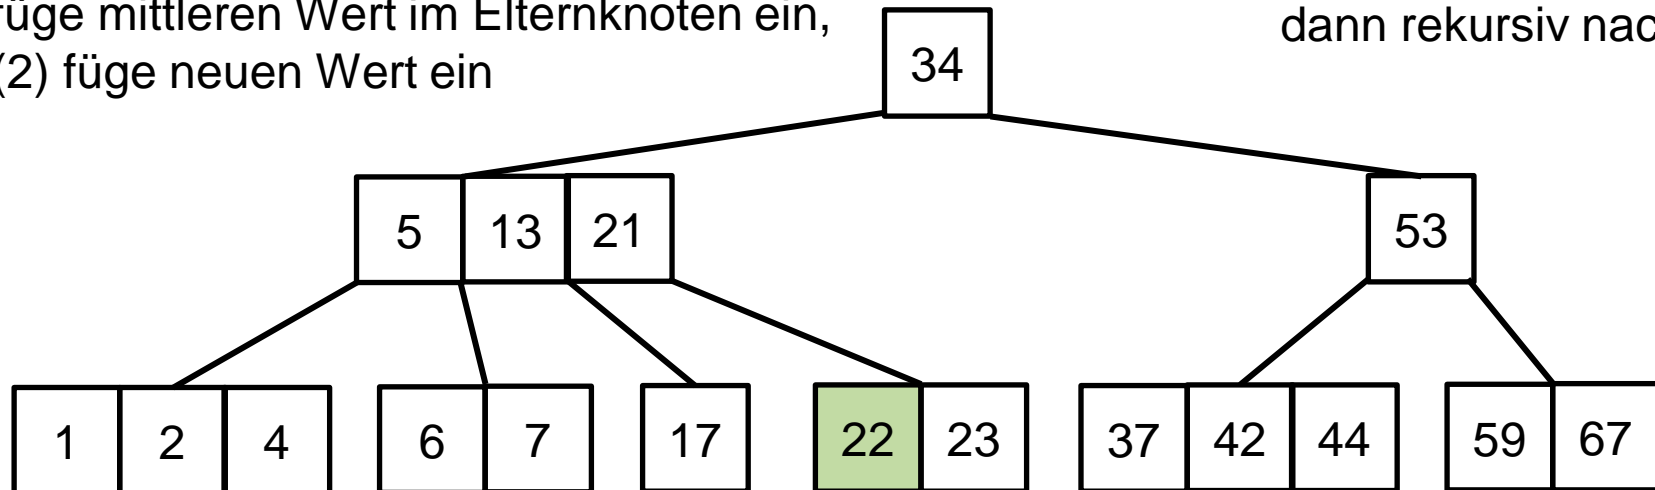 füge mittleren Wert im Elternknoten ein,
(2) füge neuen Wert ein
dann rekursiv
34
5 13 21
53
1 2 4
6 7
17
22 23
37 42 44
59 67